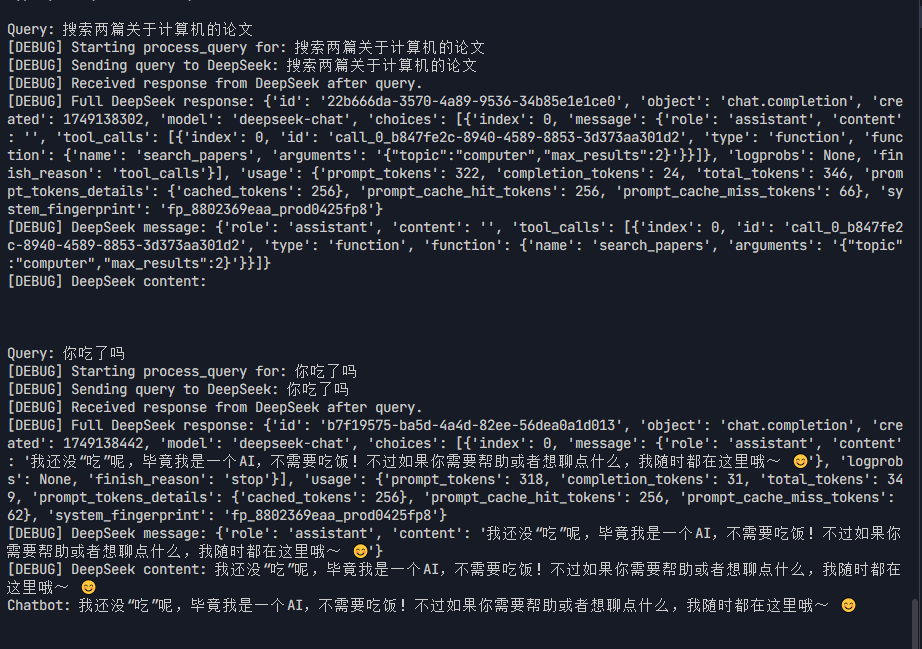 Query: 搜索两篇关于计算机的论文
[DEBUG] Starting process_query for: 搜索两篇关于计算机的论文
[DEBUG] Sending query to DeepSeek: 搜索两篇关于计算机的论文
[DEBUG] Received response from DeepSeek after query.
[DEBUG] Full DeepSeek response: {'id': '22b666da-3570-4a89-9536-34b85e1e1ce0', 'object': 'chat.completion', 'cre
ated': 1749138302, 'model': 'deepseek-chat', 'choices': [{'index': 0, 'message': {'role': 'assistant', 'content'
: '', 'tool_calls': [{'index': 0, 'id': 'call_0_b847fe2c-8940-4589-8853-3d373aa301d2', 'type': 'function', 'func
tion': {'name': 'search_papers', 'arguments': '{"topic":"computer","max_results":2}'}}]}, 'logprobs': None, 'fin
ish_reason': 'tool_calls'}], 'usage': {'prompt_tokens': 322, 'completion_tokens': 24, 'total_tokens': 346, 'prom
pt_tokens_details': {'cached_tokens': 256}, 'prompt_cache_hit_tokens': 256, 'prompt_cache_miss_tokens': 66}, 'sy
stem_fingerprint': 'fp_8802369eaa_prod0425fp8'}
[DEBUG] DeepSeek message: {'role': 'assistant', 'content': '', 'tool_calls': [{'index': 0, 'id': 'call_0_b847fe2
c-8940-4589-8853-3d373aa301d2', 'type': 'function', 'function': {'name': 'search_papers', 'arguments': '{"topic"
:"computer","max_results":2}'}}]}
[DEBUG] DeepSeek content:
Query: 你吃了吗
[DEBUG] Starting process_query for: 你吃了吗
[DEBUG] Sending query to DeepSeek: 你吃了吗
[DEBUG] Received response from DeepSeek after query.
[DEBUG] Full DeepSeek response: {'id': 'b7f19575-ba5d-4a4d-82ee-56dea0a1d013', 'object': 'chat.completion', 'cre
ated': 1749138442, 'model': 'deepseek-chat', 'choices': [{'index': 0, 'message': {'role': 'assistant', 'content'
: '我还没“吃”呢，毕竟我是一个AI，不需要吃饭！不过如果你需要帮助或者想聊点什么，我随时都在这里哦～ 😊'}, 'logprob
s': None, 'finish_reason': 'stop'}], 'usage': {'prompt_tokens': 318, 'completion_tokens': 31, 'total_tokens': 34
9, 'prompt_tokens_details': {'cached_tokens': 256}, 'prompt_cache_hit_tokens': 256, 'prompt_cache_miss_tokens':
62}, 'system_fingerprint': 'fp_8802369eaa_prod0425fp8'}
[DEBUG] DeepSeek message: {'role': 'assistant', 'content': '我还没“吃”呢，毕竟我是一个AI，不需要吃饭！不过如果你
需要帮助或者想聊点什么，我随时都在这里哦～ 😊'}
[DEBUG] DeepSeek content: 我还没“吃”呢，毕竟我是一个AI，不需要吃饭！不过如果你需要帮助或者想聊点什么，我随时都在
这里哦～ 😊
Chatbot: 我还没“吃”呢，毕竟我是一个AI，不需要吃饭！不过如果你需要帮助或者想聊点什么，我随时都在这里哦～ 😊